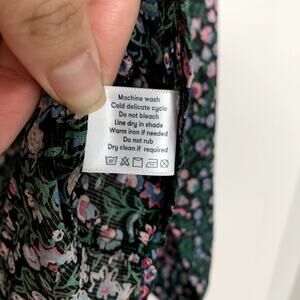 Machine wash
Cold delicate cycle
Do not bleach
Line dry in shade
Warm iron if needed
Do not rub
Dry clean if required